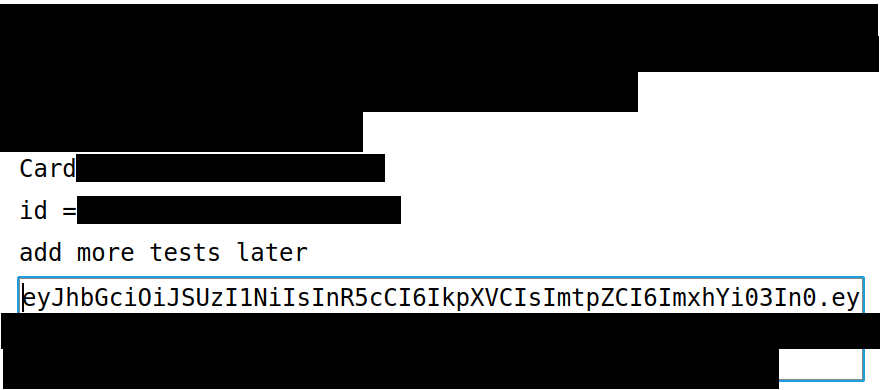 Card
id =
add more tests later
eyJhbGciOiJSUzI1NiIsInR5cCI6IkpXVCIsImtpZCI6ImxhYi03In0.ey